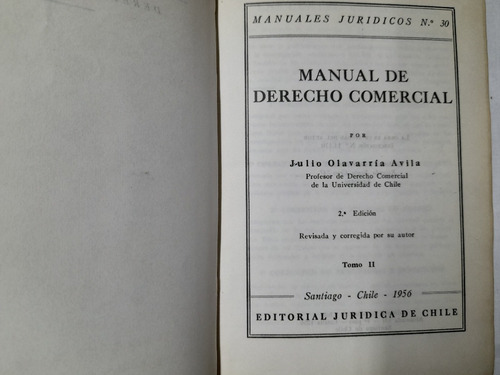 MANUALES JURIDICOS N.º 30
MANUAL DE
DERECHO COMERCIAL
POR
Julio Olavarría Avila
Profesor de Derecho Comercial
de la Universidad de Chile
2.ª Edición
Revisada y corregida por su autor
Tomo II
Santiago - Chile - 1956
EDITORIAL JURIDICA DE CHILE